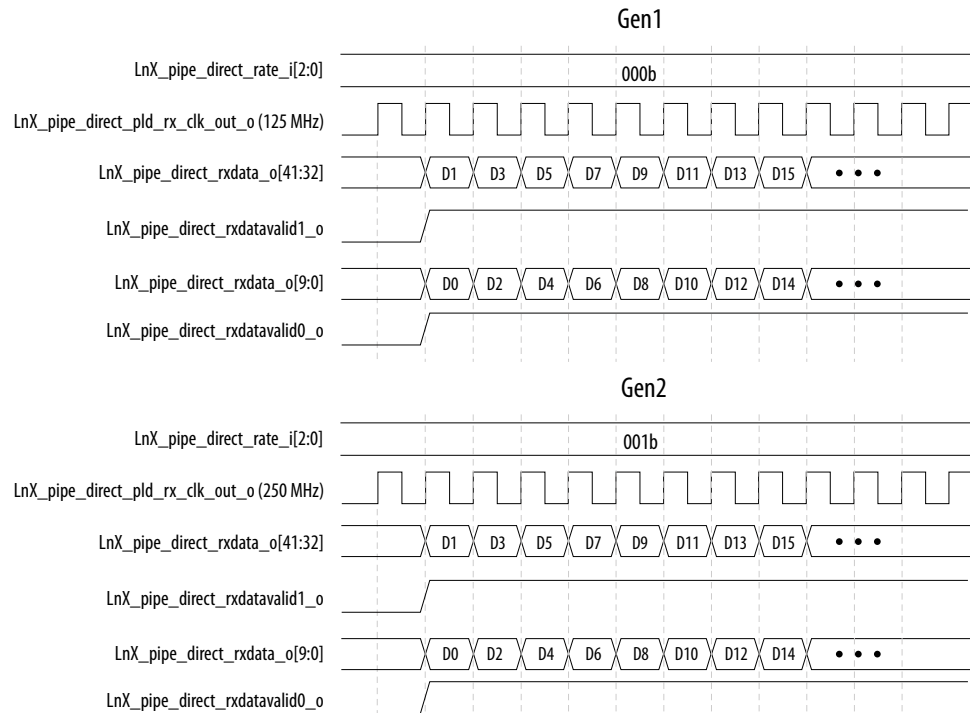 Gen1
LnX_pipe_direct_rate_i[2:0] 000b
LnX_pipe_direct_pld_rx_clk_out_o (125 MHz)
LnX_pipe_direct_rxdata_o[41:32] D1 D3 D5 D7 D9 D11 D13 D15 • • •
LnX_pipe_direct_rxdatavalid1_o
LnX_pipe_direct_rxdata_o[9:0] D0 D2 D4 D6 D8 D10 D12 D14 • • •
LnX_pipe_direct_rxdatavalid0_o
Gen2
LnX_pipe_direct_rate_i[2:0] 001b
LnX_pipe_direct_pld_rx_clk_out_o (250 MHz)
LnX_pipe_direct_rxdata_o[41:32] D1 D3 D5 D7 D9 D11 D13 D15 • • •
LnX_pipe_direct_rxdatavalid1_o
LnX_pipe_direct_rxdata_o[9:0] D0 D2 D4 D6 D8 D10 D12 D14 • • •
LnX_pipe_direct_rxdatavalid0_o